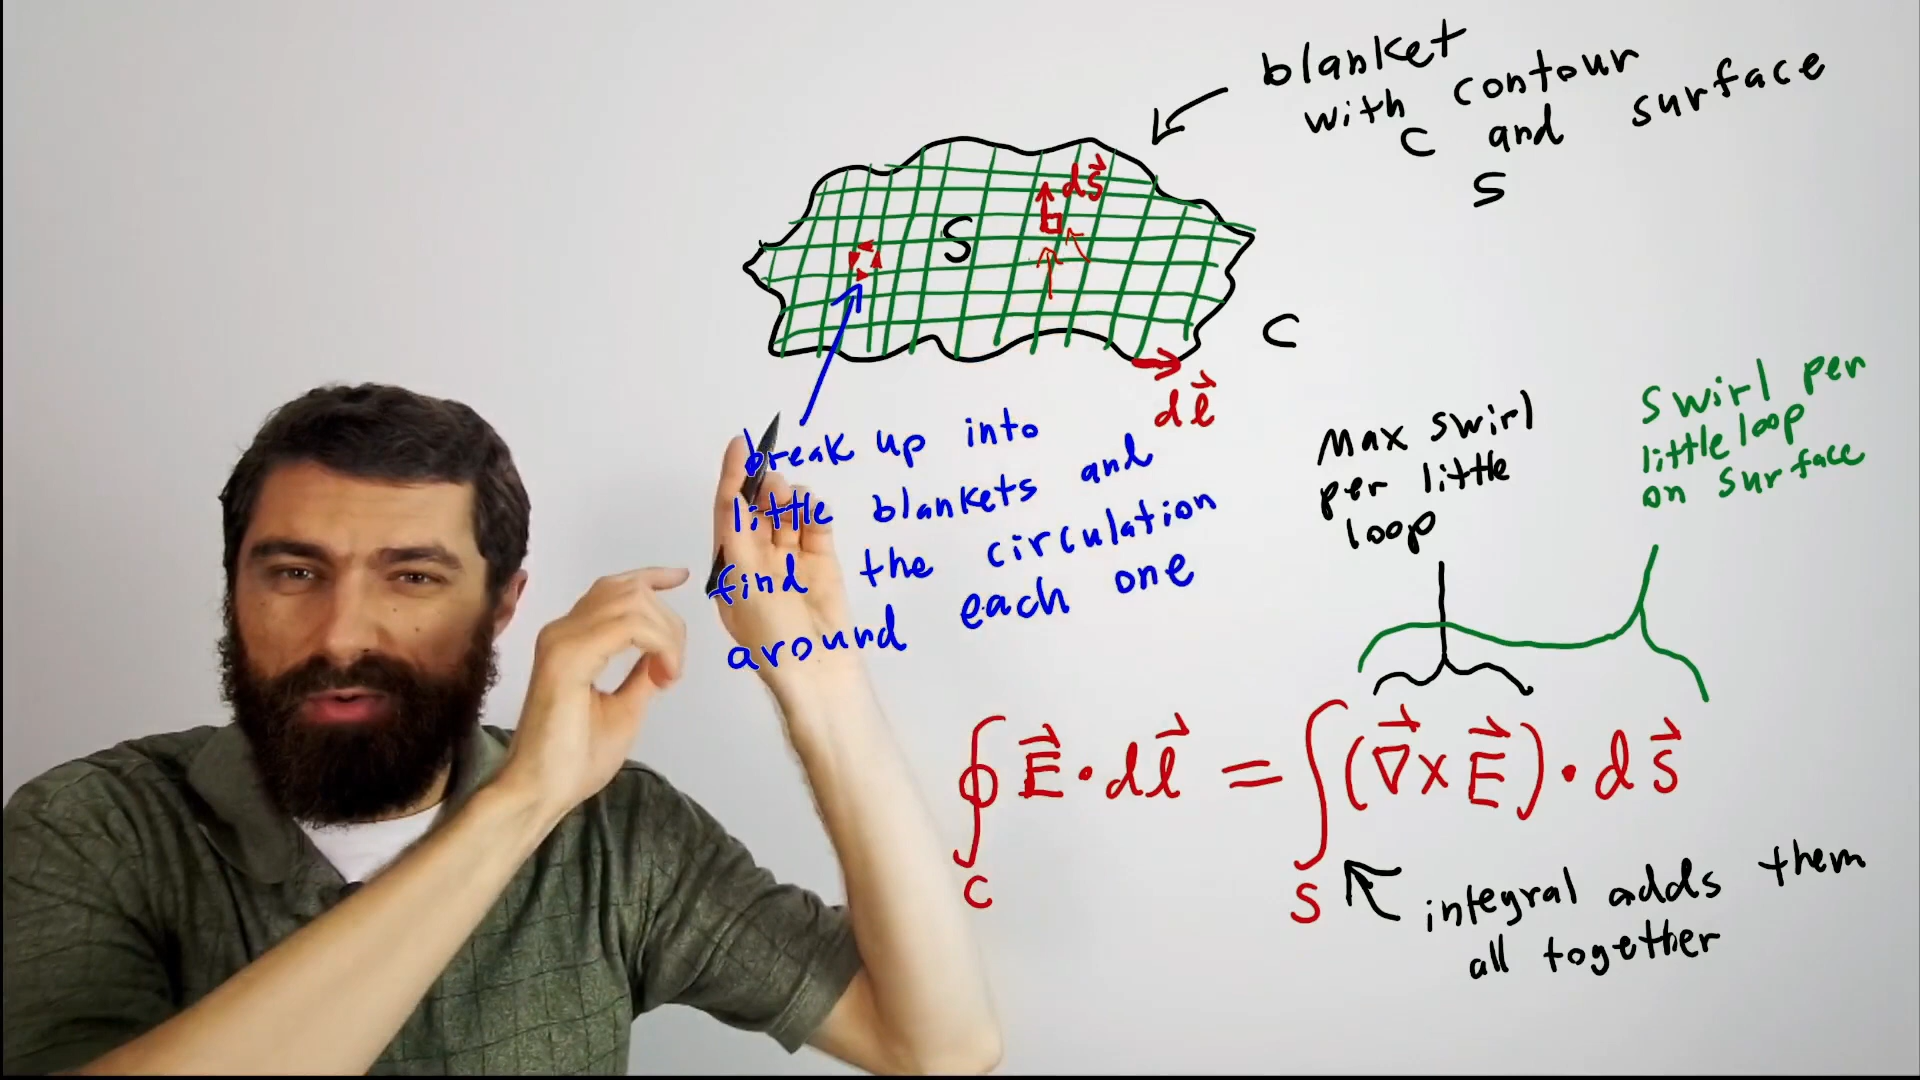 blanket
with contour
C and surface
S
ds⃗
S
C
dl⃗
break up into
little blankets and
find the circulation
around each one
Max swirl
per little
loop
Swirl per
little loop
on surface
∮ E⃗ · dl⃗ = ∫ (∇⃗ x E⃗) · ds⃗
C S
integral adds them
all together